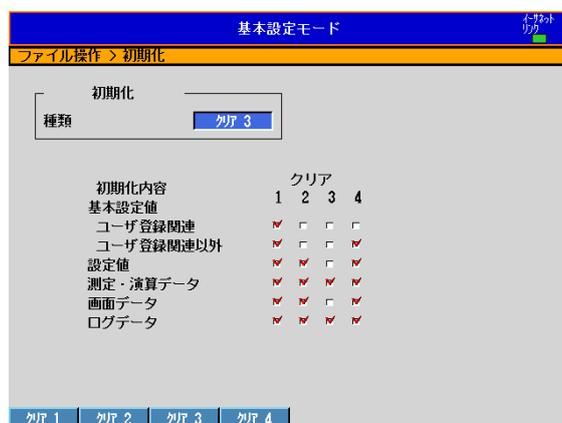 基本設定モード
イーサネット
リンク
ファイル操作 > 初期化
初期化
種類 クリア 3
クリア
初期化内容 1 2 3 4
基本設定値
ユーザ登録関連
ユーザ登録関連以外
設定値
測定・演算データ
画面データ
ログデータ
クリア 1 クリア 2 クリア 3 クリア 4